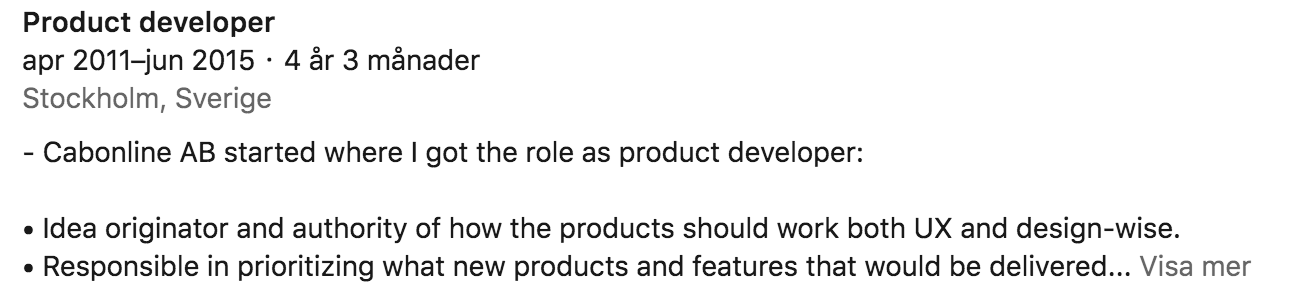 Product developer
apr 2011–jun 2015 · 4 år 3 månader
Stockholm, Sverige
- Cabonline AB started where I got the role as product developer:
• Idea originator and authority of how the products should work both UX and design-wise.
• Responsible in prioritizing what new products and features that would be delivered... Visa mer